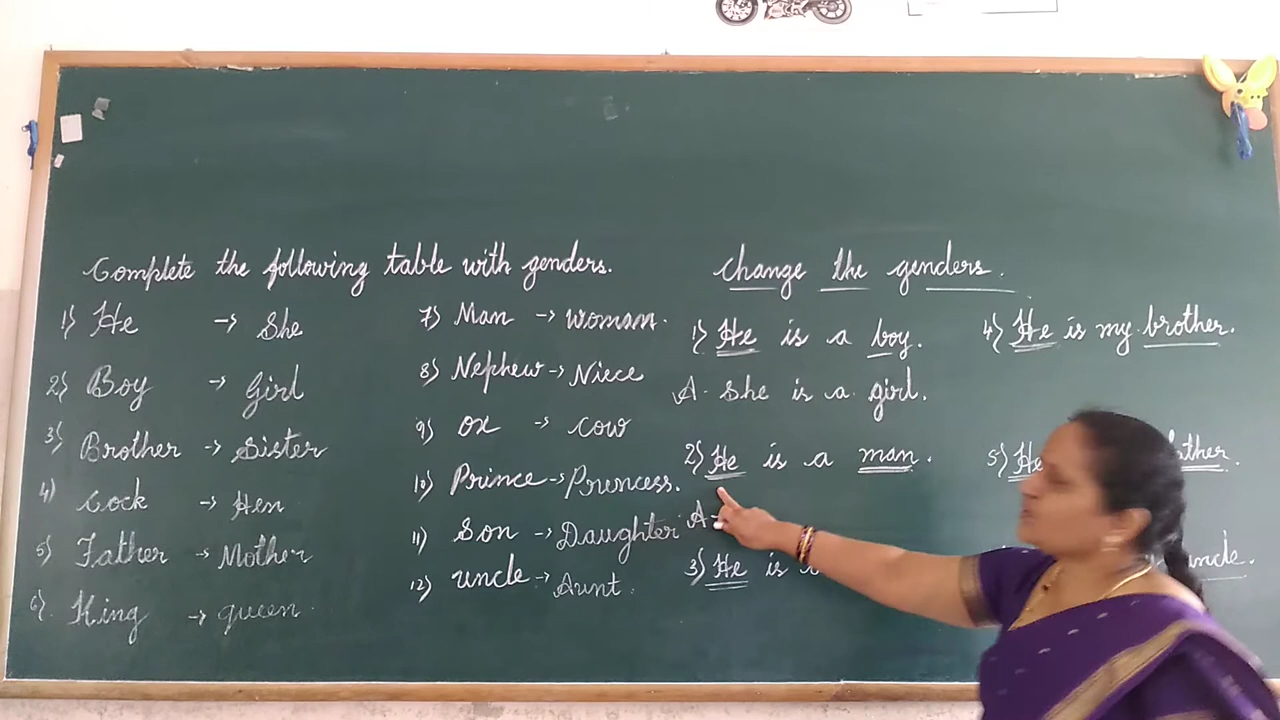 Complete the following table with genders.
1) He → She
2) Boy → Girl
3) Brother → Sister
4) Cock → Hen
5) Father → Mother
6) King → queen.
7) Man → woman.
8) Nephew → Niece
9) ox → cow
10) Prince → Prencess.
11) Son → Daughter
12) uncle → Aunt.
change the genders.
1) He is a boy.
A. She is a girl.
2) He is a man.
A
3) He is
4) He is my brother.
5) He
uncle.